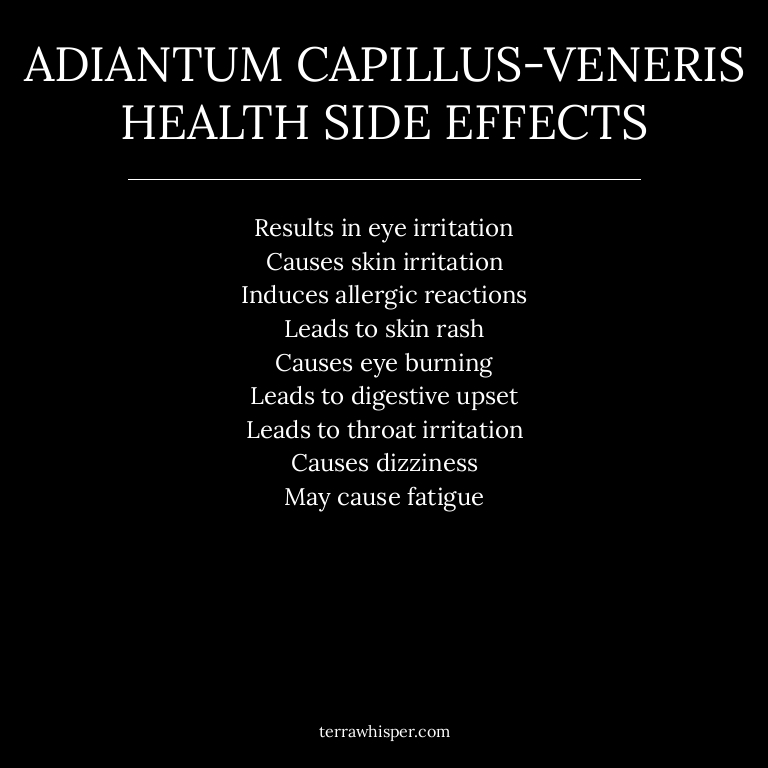 ADIANTUM CAPILLUS-VENERIS
HEALTH SIDE EFFECTS
Results in eye irritation
Causes skin irritation
Induces allergic reactions
Leads to skin rash
Causes eye burning
Leads to digestive upset
Leads to throat irritation
Causes dizziness
May cause fatigue
terrawhisper.com